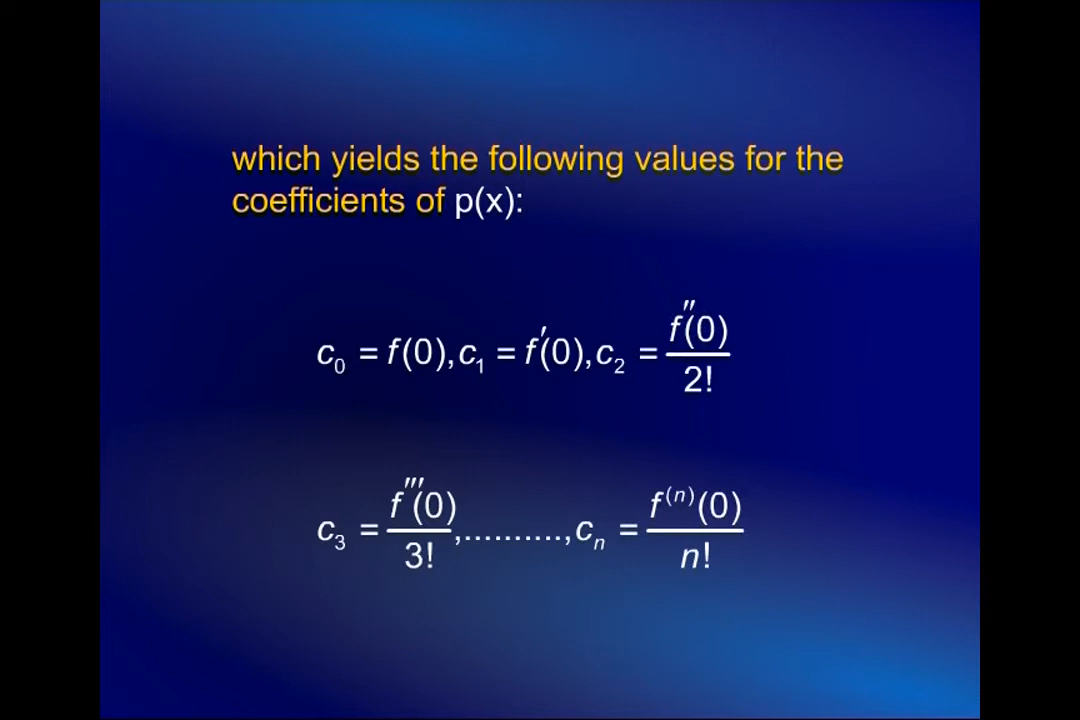 which yields the following values for the
coefficients of p(x):
c₀ = f(0), c₁ = f′(0), c₂ = f″(0)/2!
c₃ = f‴(0)/3!,..........,cₙ = f⁽ⁿ⁾(0)/n!